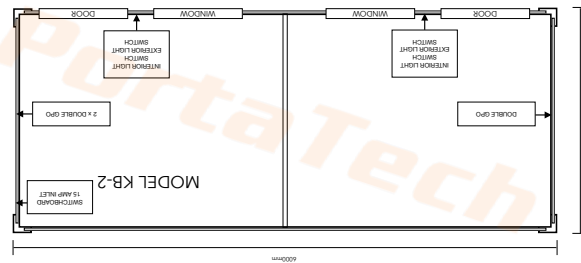 6000mm
SWITCHBOARD
15 AMP INLET
MODEL KB-2
DOUBLE GPO
2 x DOUBLE GPO
INTERIOR LIGHT
SWITCH
EXTERIOR LIGHT
SWITCH
INTERIOR LIGHT
SWITCH
EXTERIOR LIGHT
SWITCH
DOOR
WINDOW
WINDOW
DOOR
PortaTech